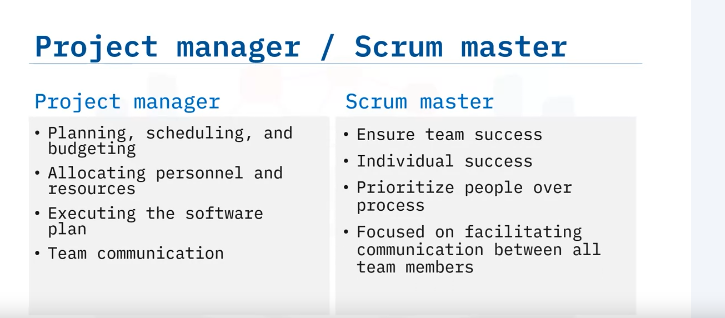 Project manager / Scrum master
Project manager
• Planning, scheduling, and
budgeting
• Allocating personnel and
resources
• Executing the software
plan
• Team communication
Scrum master
• Ensure team success
• Individual success
• Prioritize people over
process
• Focused on facilitating
communication between all
team members